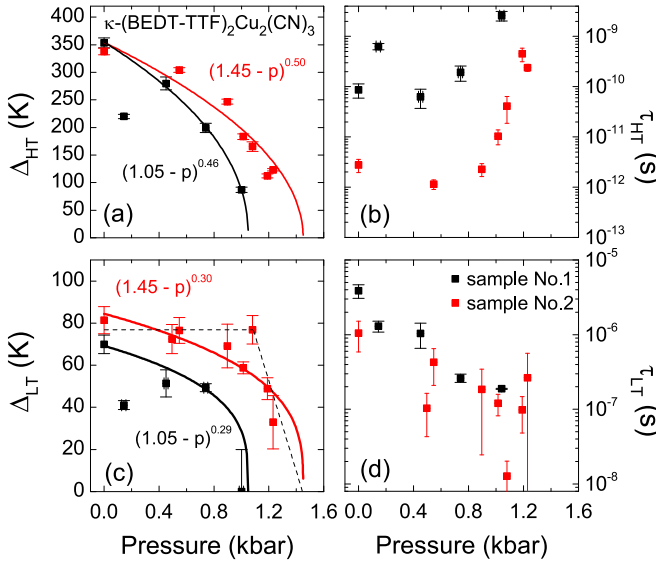 κ-(BEDT-TTF)₂Cu₂(CN)₃
400
350
300
250
200
150
100
50
0
Δ_HT (K)
(1.45 - p)^0.50
(1.05 - p)^0.46
(a)
(b)
10^-9
10^-10
10^-11
10^-12
10^-13
τ_HT (s)
100
80
60
40
20
0
Δ_LT (K)
(1.45 - p)^0.30
(1.05 - p)^0.29
(c)
0.0 0.4 0.8 1.2 1.6
Pressure (kbar)
sample No.1
sample No.2
(d)
10^-5
10^-6
10^-7
10^-8
τ_LT (s)
0.0 0.4 0.8 1.2 1.6
Pressure (kbar)